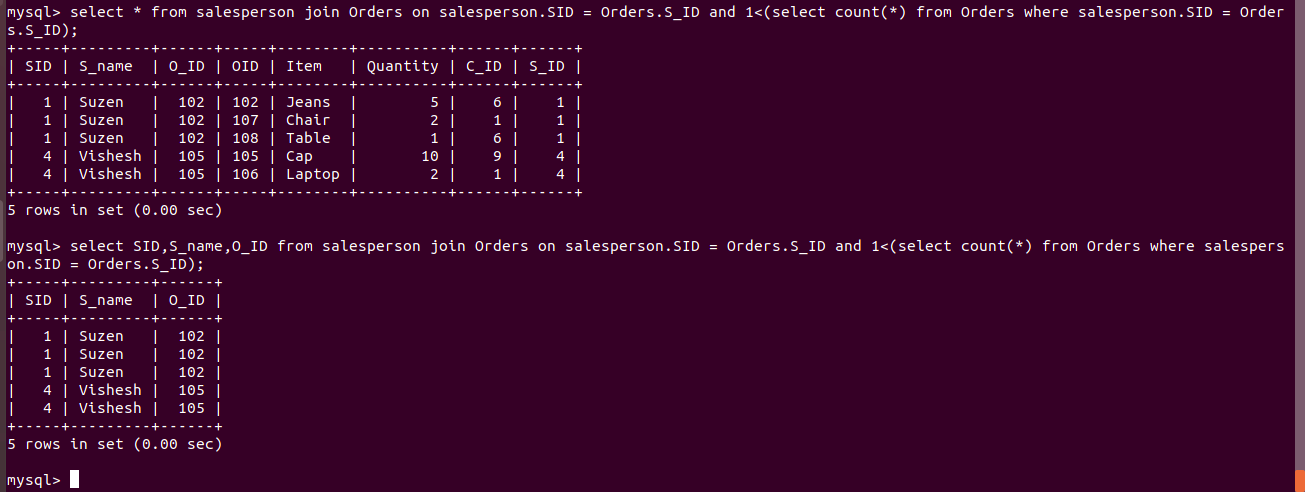 mysql> select * from salesperson join Orders on salesperson.SID = Orders.S_ID and 1<(select count(*) from Orders where salesperson.SID = Order
s.S_ID);
+-----+---------+------+-----+--------+----------+------+------+
| SID | S_name  | O_ID | OID | Item   | Quantity | C_ID | S_ID |
+-----+---------+------+-----+--------+----------+------+------+
|   1 | Suzen   |  102 | 102 | Jeans  |        5 |    6 |    1 |
|   1 | Suzen   |  102 | 107 | Chair  |        2 |    1 |    1 |
|   1 | Suzen   |  102 | 108 | Table  |        1 |    6 |    1 |
|   4 | Vishesh |  105 | 105 | Cap    |       10 |    9 |    4 |
|   4 | Vishesh |  105 | 106 | Laptop |        2 |    1 |    4 |
+-----+---------+------+-----+--------+----------+------+------+
5 rows in set (0.00 sec)

mysql> select SID,S_name,O_ID from salesperson join Orders on salesperson.SID = Orders.S_ID and 1<(select count(*) from Orders where salespers
on.SID = Orders.S_ID);
+-----+---------+------+
| SID | S_name  | O_ID |
+-----+---------+------+
|   1 | Suzen   |  102 |
|   1 | Suzen   |  102 |
|   1 | Suzen   |  102 |
|   4 | Vishesh |  105 |
|   4 | Vishesh |  105 |
+-----+---------+------+
5 rows in set (0.00 sec)

mysql>